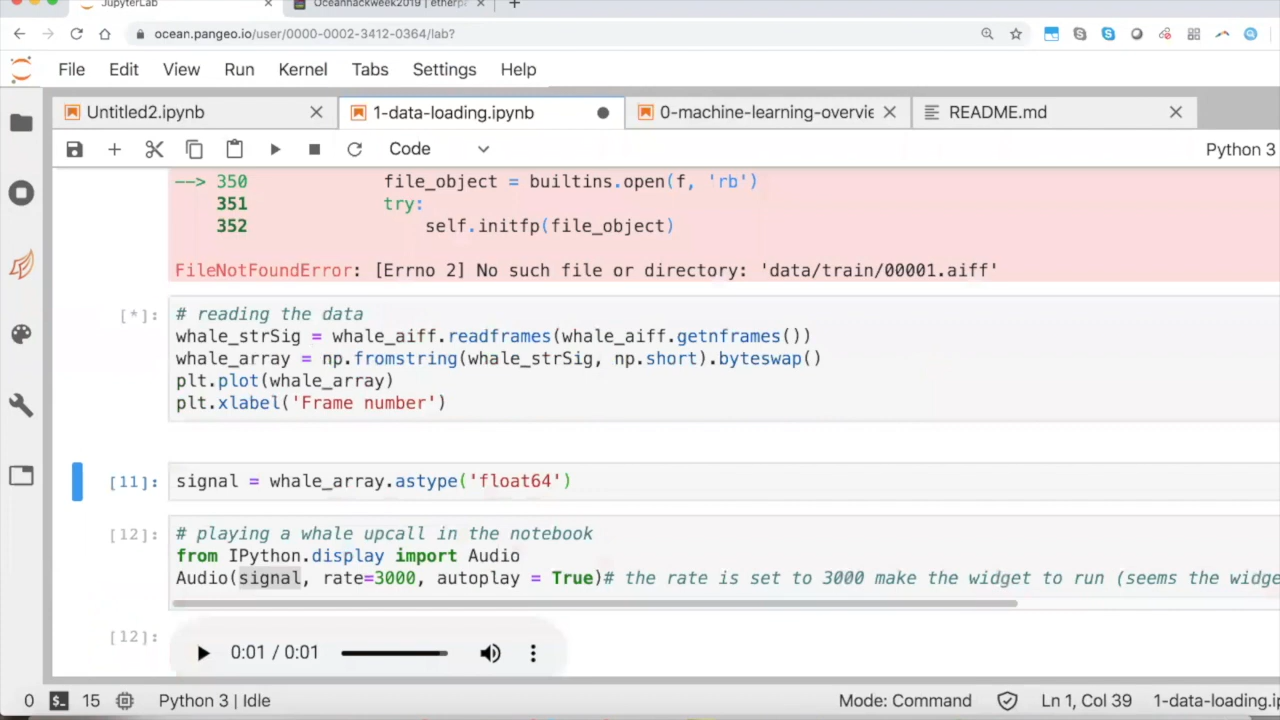 JupyterLab
Oceanhackweek2019 | etherp
ocean.pangeo.io/user/0000-0002-3412-0364/lab?
File Edit View Run Kernel Tabs Settings Help
Untitled2.ipynb 1-data-loading.ipynb 0-machine-learning-overvie README.md
Code Python 3
--> 350 file_object = builtins.open(f, 'rb')
351 try:
352 self.initfp(file_object)
FileNotFoundError: [Errno 2] No such file or directory: 'data/train/00001.aiff'
[*]: # reading the data
whale_strSig = whale_aiff.readframes(whale_aiff.getnframes())
whale_array = np.fromstring(whale_strSig, np.short).byteswap()
plt.plot(whale_array)
plt.xlabel('Frame number')
[11]: signal = whale_array.astype('float64')
[12]: # playing a whale upcall in the notebook
from IPython.display import Audio
Audio(signal, rate=3000, autoplay = True)# the rate is set to 3000 make the widget to run (seems the widge
[12]:
0:01 / 0:01
0 15 Python 3 | Idle Mode: Command Ln 1, Col 39 1-data-loading.ip